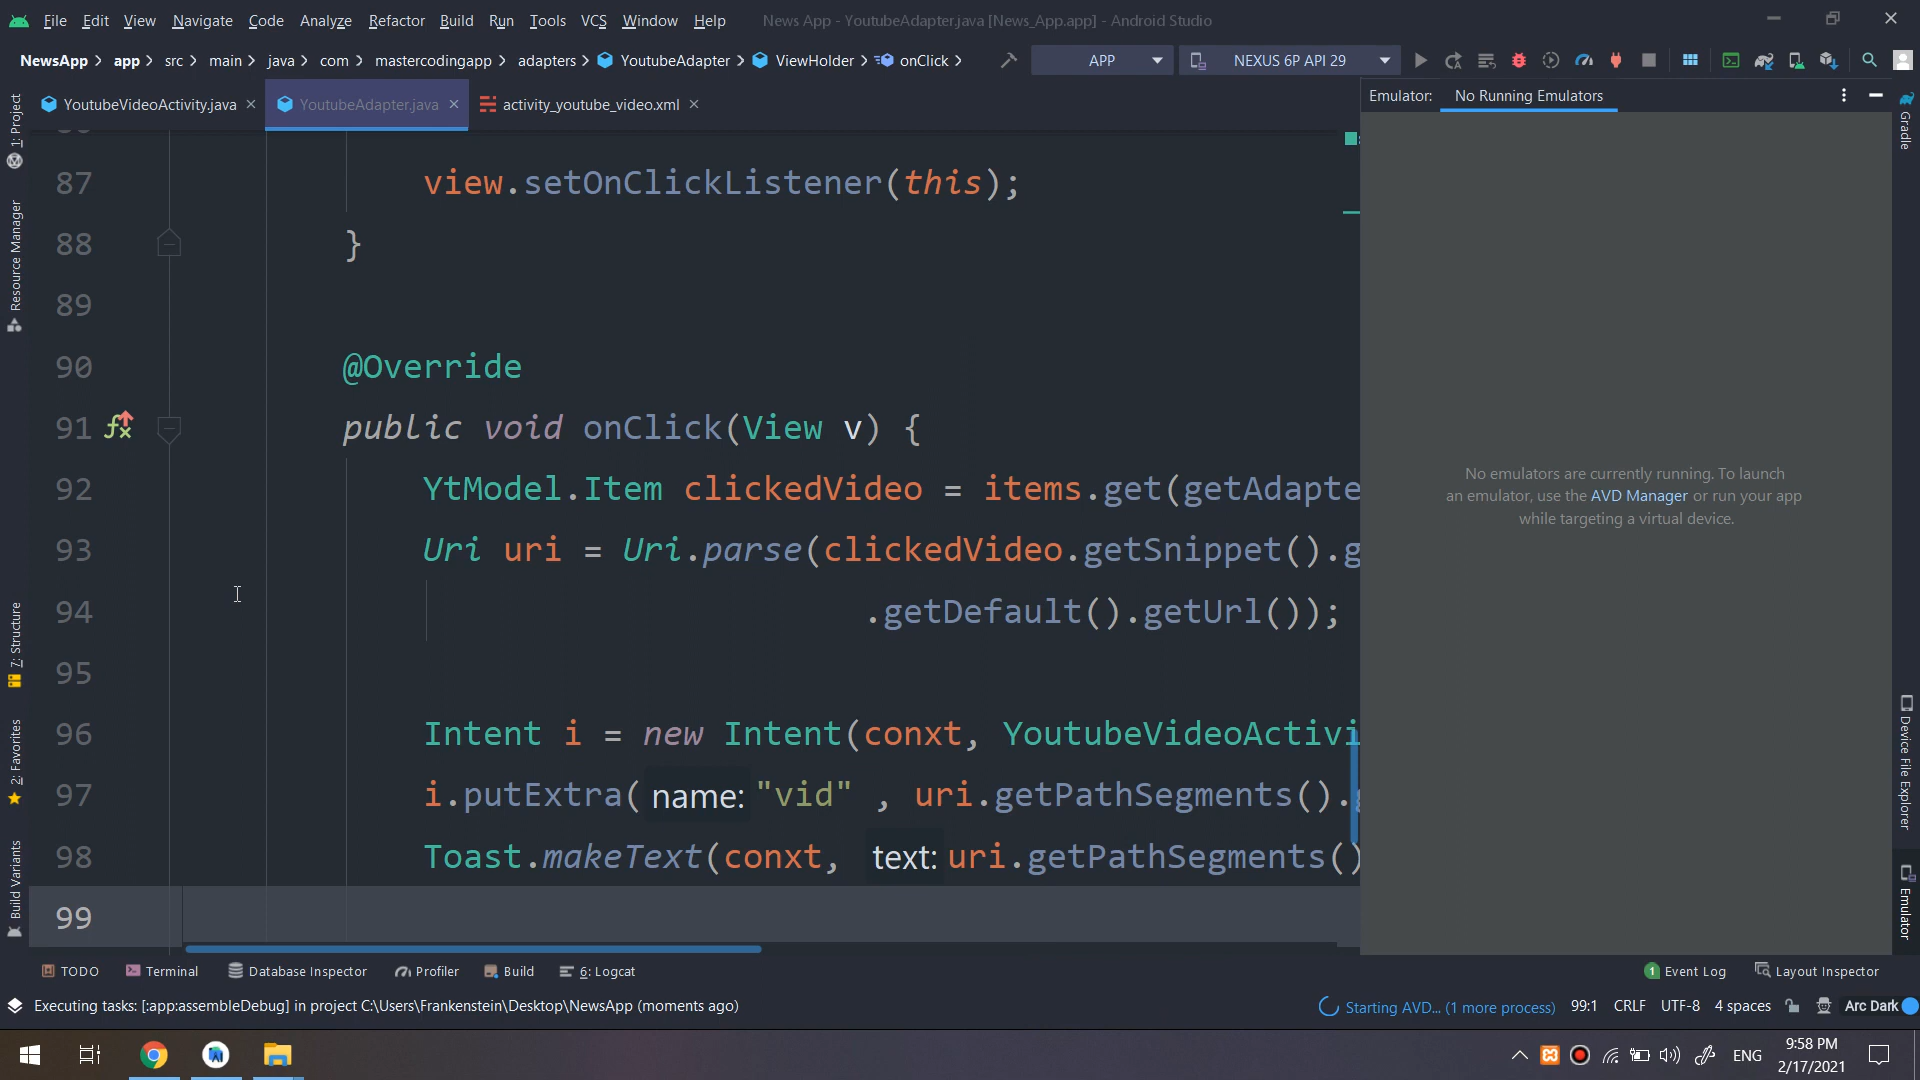 File Edit View Navigate Code Analyze Refactor Build Run Tools VCS Window Help News App - YoutubeAdapter.java [News_App.app] - Android Studio
NewsApp app src main java com mastercodingapp adapters YoutubeAdapter ViewHolder onClick APP NEXUS 6P API 29
YoutubeVideoActivity.java YoutubeAdapter.java activity_youtube_video.xml
Emulator: No Running Emulators
1: Project
Resource Manager
7: Structure
2: Favorites
Build Variants
87 view.setOnClickListener(this);
88 }
89
90 @Override
91 public void onClick(View v) {
92 YtModel.Item clickedVideo = items.get(getAdapte
93 Uri uri = Uri.parse(clickedVideo.getSnippet().g
94 .getDefault().getUrl());
95
96 Intent i = new Intent(conxt, YoutubeVideoActivi
97 i.putExtra( name: "vid" , uri.getPathSegments().g
98 Toast.makeText(conxt, text: uri.getPathSegments()
99
No emulators are currently running. To launch
an emulator, use the AVD Manager or run your app
while targeting a virtual device.
Gradle
Device File Explorer
Emulator
TODO Terminal Database Inspector Profiler Build 6: Logcat 1 Event Log Layout Inspector
Executing tasks: [:app:assembleDebug] in project C:\Users\Frankenstein\Desktop\NewsApp (moments ago) Starting AVD... (1 more process) 99:1 CRLF UTF-8 4 spaces Arc Dark
ENG
9:58 PM
2/17/2021